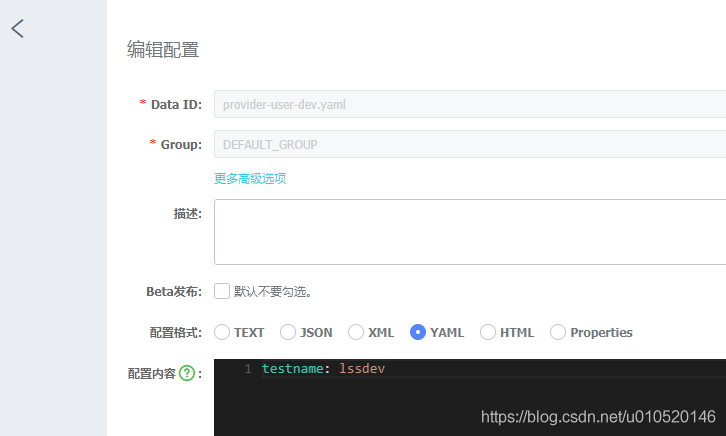 编辑配置
* Data ID: provider-user-dev.yaml
* Group: DEFAULT_GROUP
更多高级选项
描述:
Beta发布: 默认不要勾选。
配置格式: TEXT JSON XML YAML HTML Properties
配置内容 ? : 1 testname: lssdev
https://blog.csdn.net/u010520146